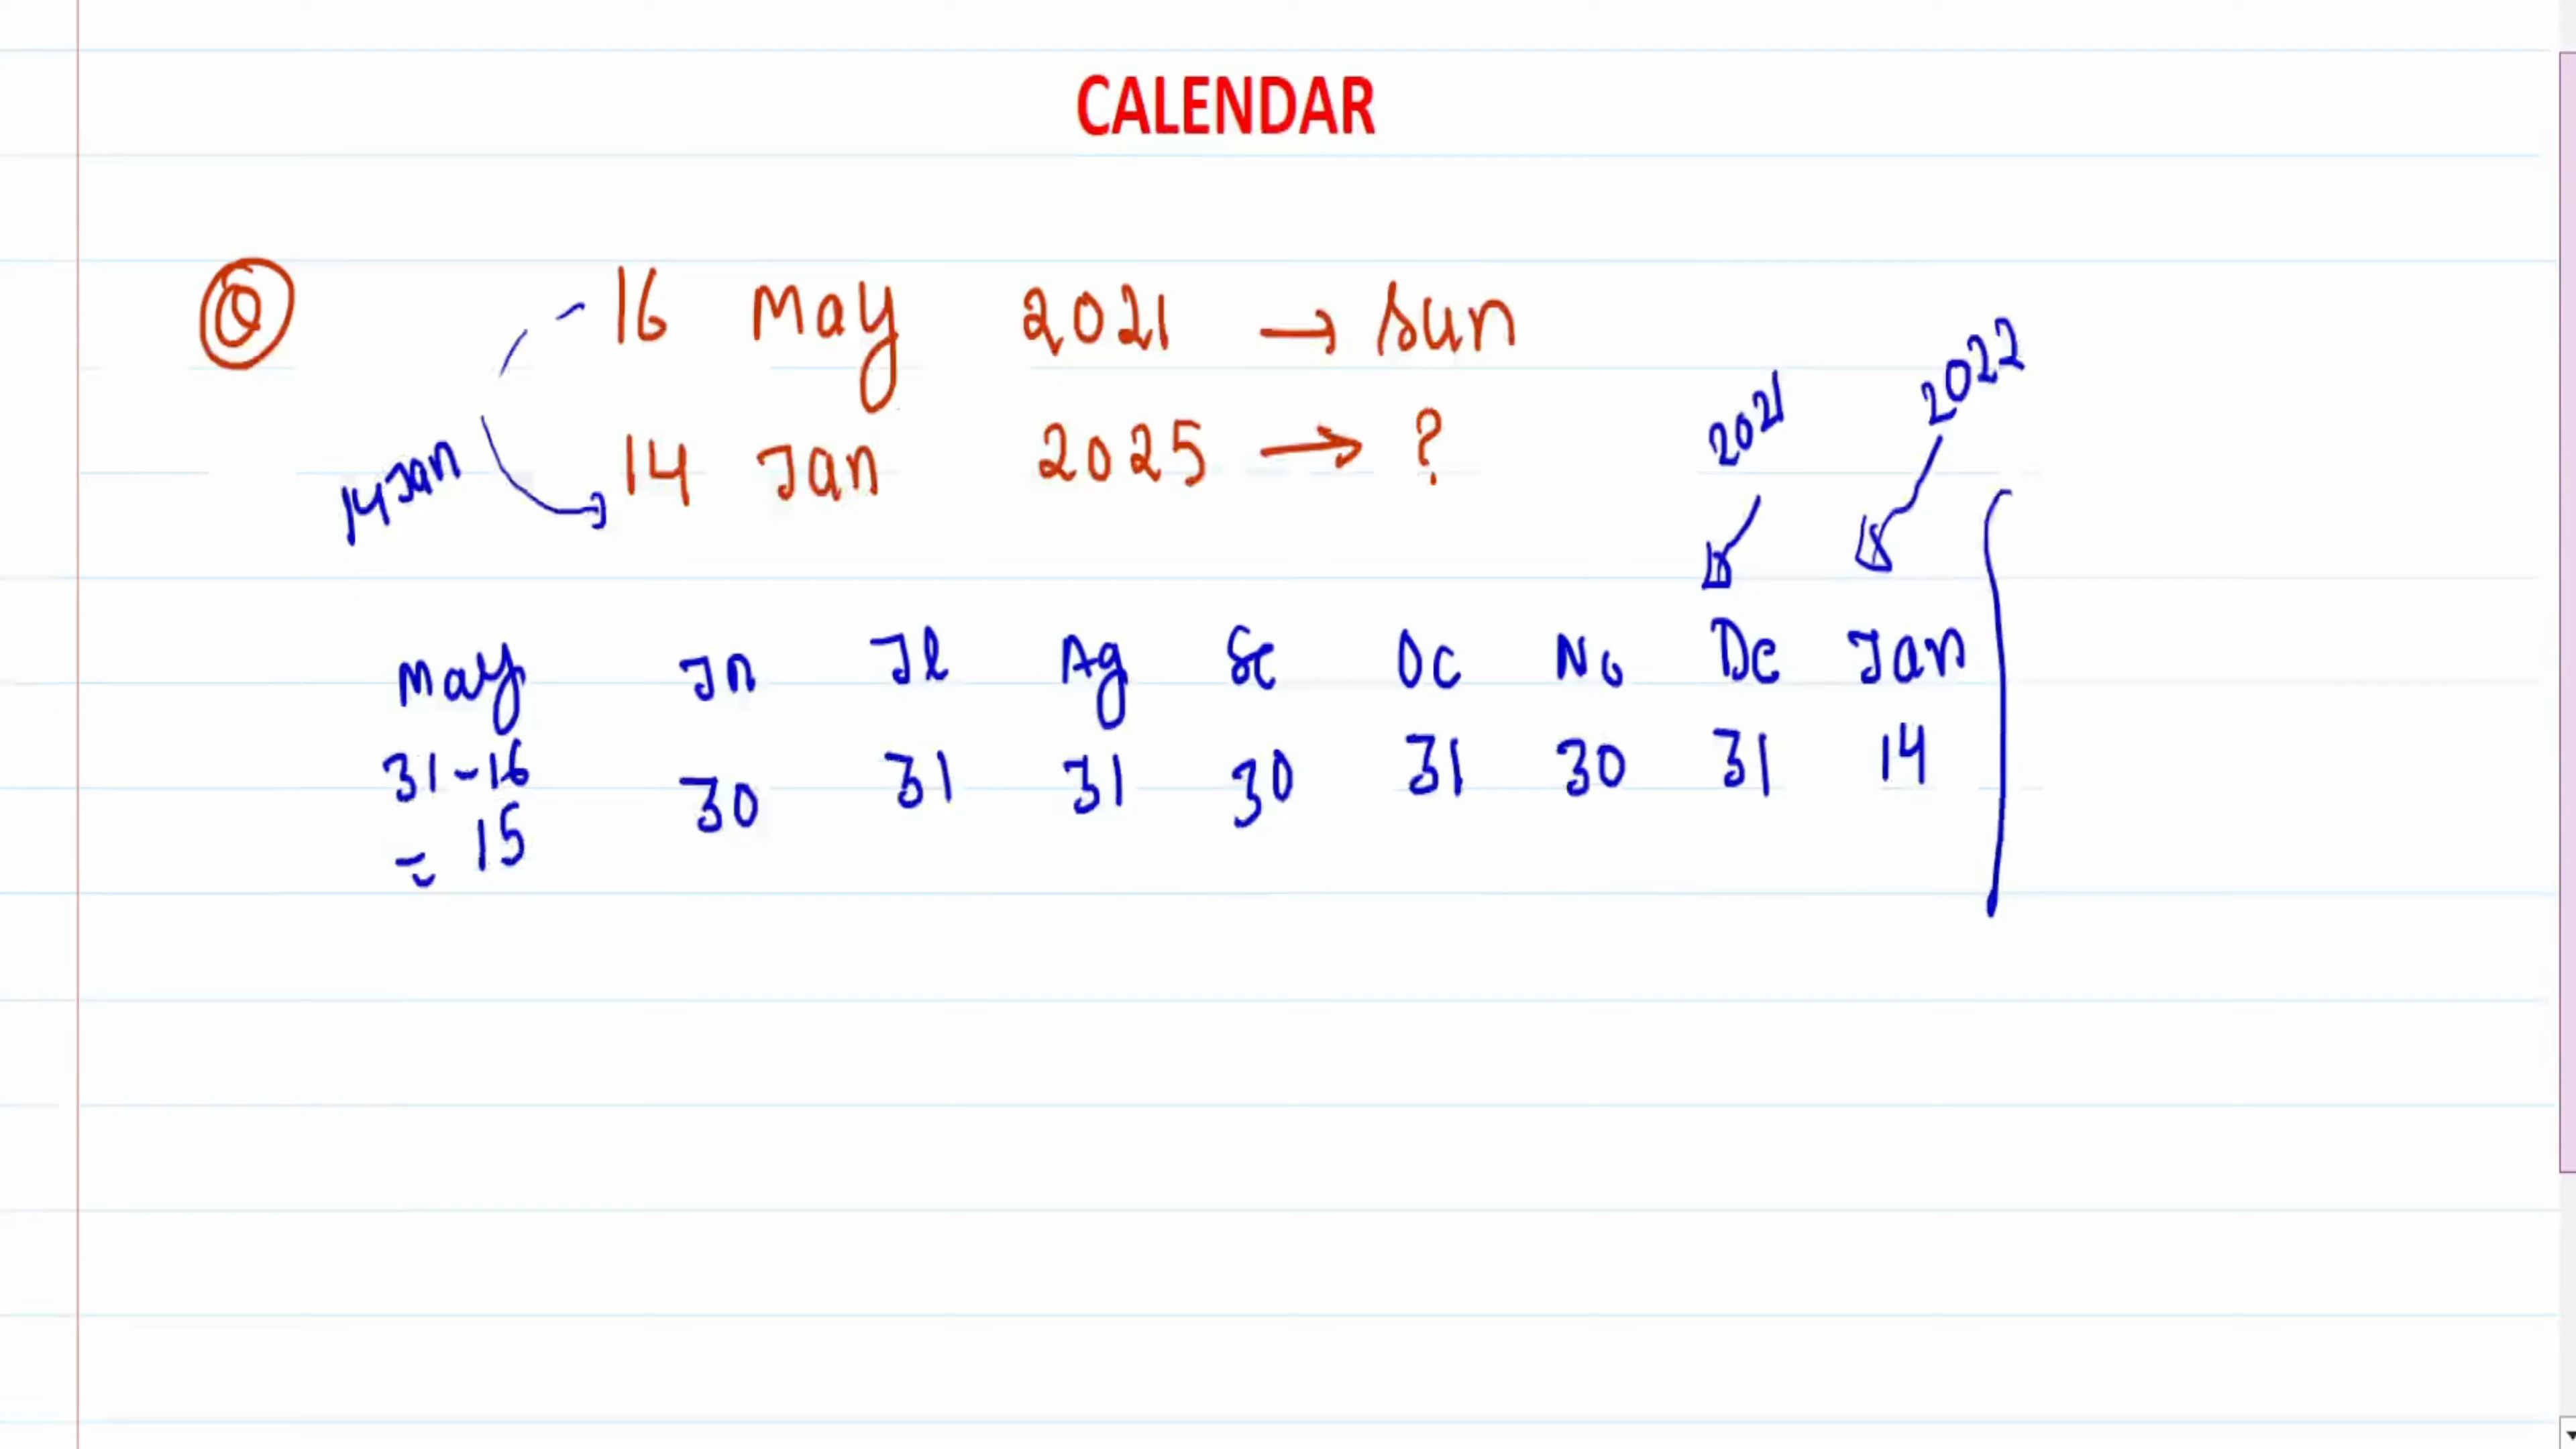 CALENDAR
Q 16 May 2021 → Sun
14 Jan 2025 → ?
14 Jan
2021 2022
May Jn Jl Ag Se Oc No De Jan
31-16 30 31 31 30 31 30 31 14
= 15